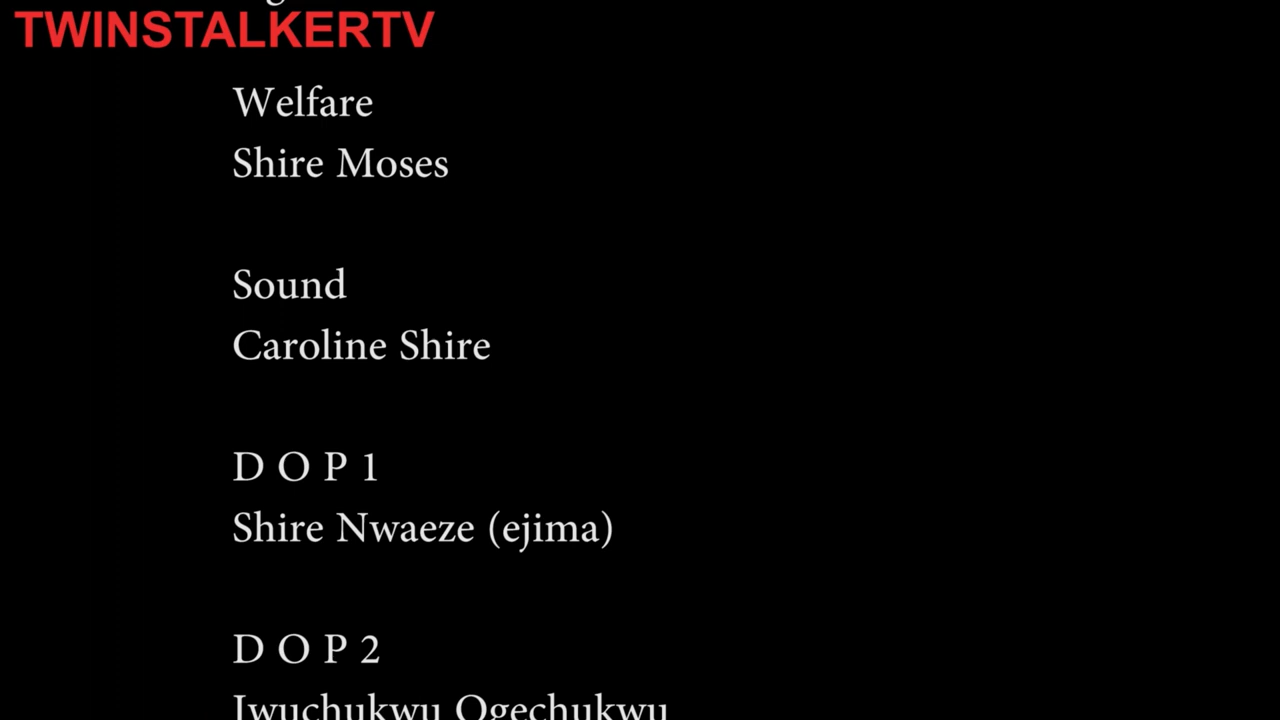 TWINSTALKERTV
Welfare
Shire Moses
Sound
Caroline Shire
D O P 1
Shire Nwaeze (ejima)
D O P 2
Iwuchukwu Ogechukwu